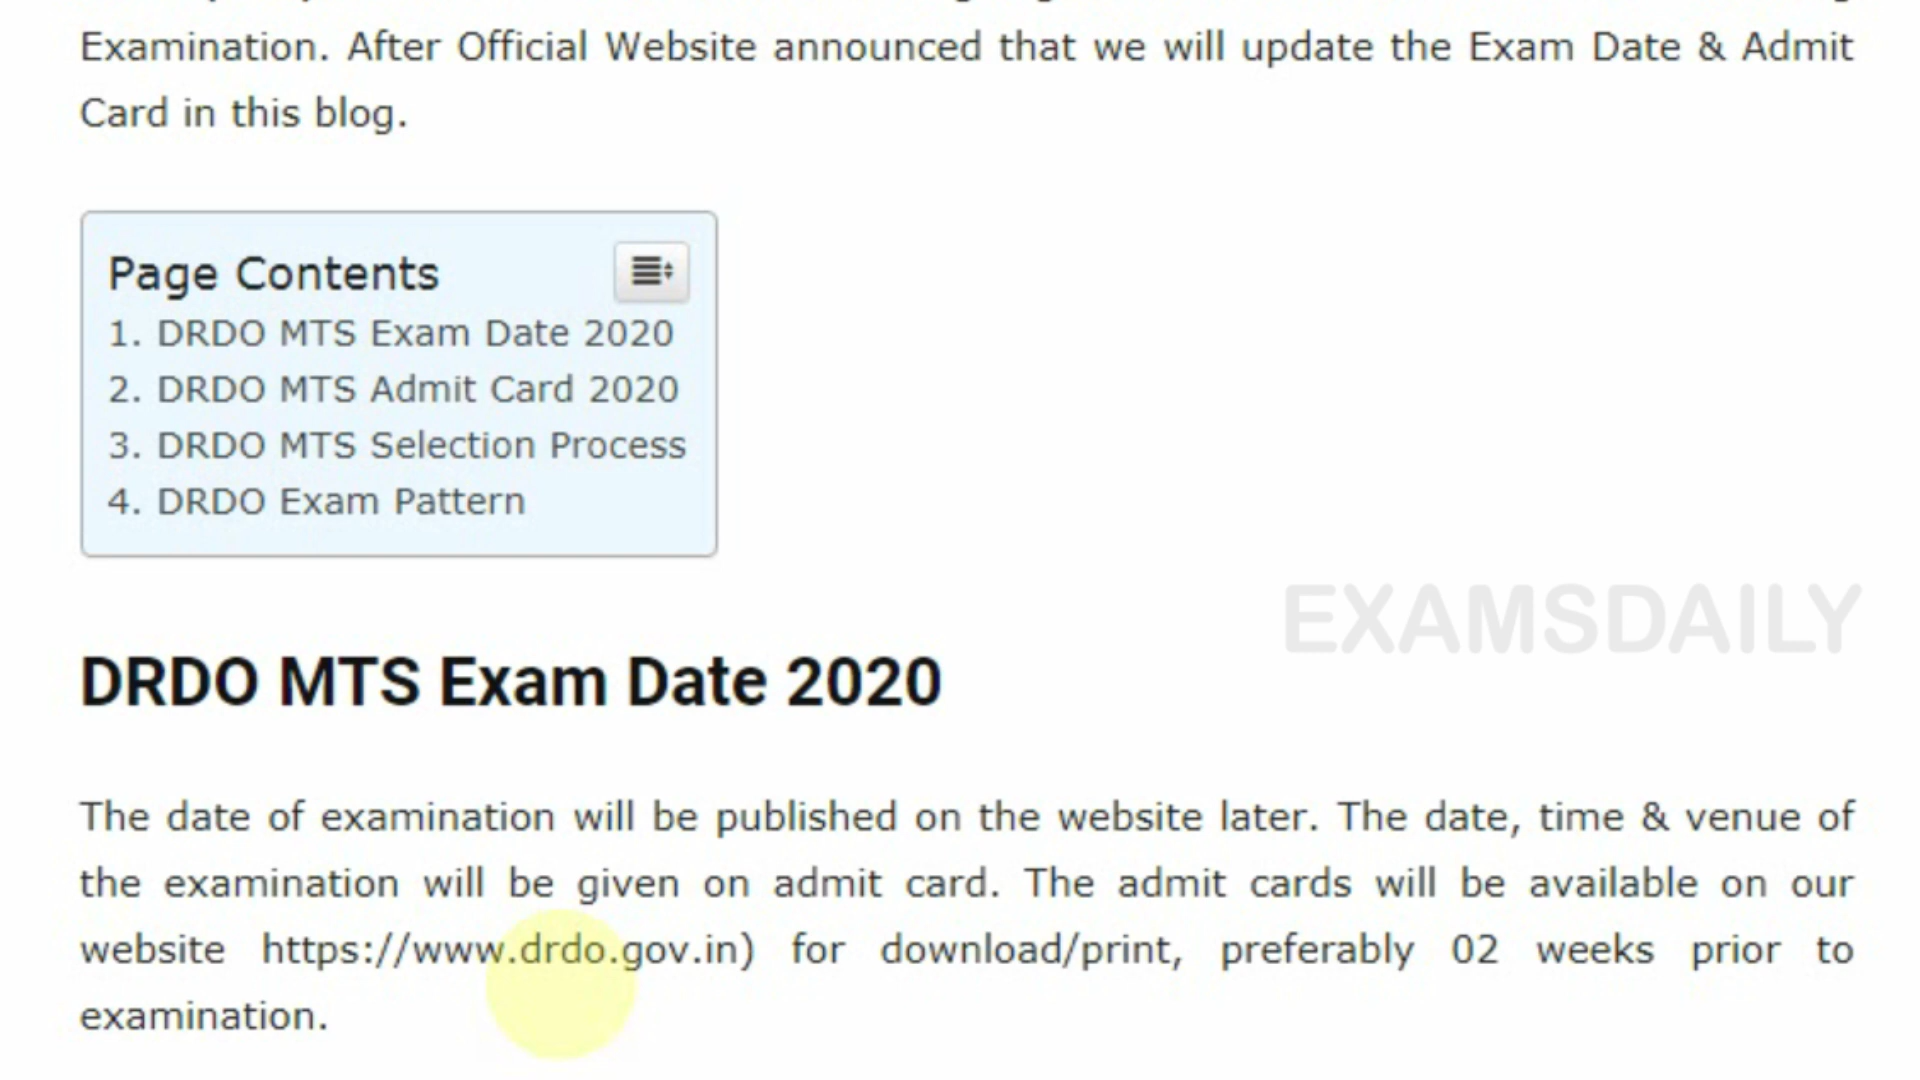 Examination. After Official Website announced that we will update the Exam Date & Admit
Card in this blog.
Page Contents
1. DRDO MTS Exam Date 2020
2. DRDO MTS Admit Card 2020
3. DRDO MTS Selection Process
4. DRDO Exam Pattern
EXAMSDAILY
DRDO MTS Exam Date 2020
The date of examination will be published on the website later. The date, time & venue of
the examination will be given on admit card. The admit cards will be available on our
website https://www.drdo.gov.in) for download/print, preferably 02 weeks prior to
examination.